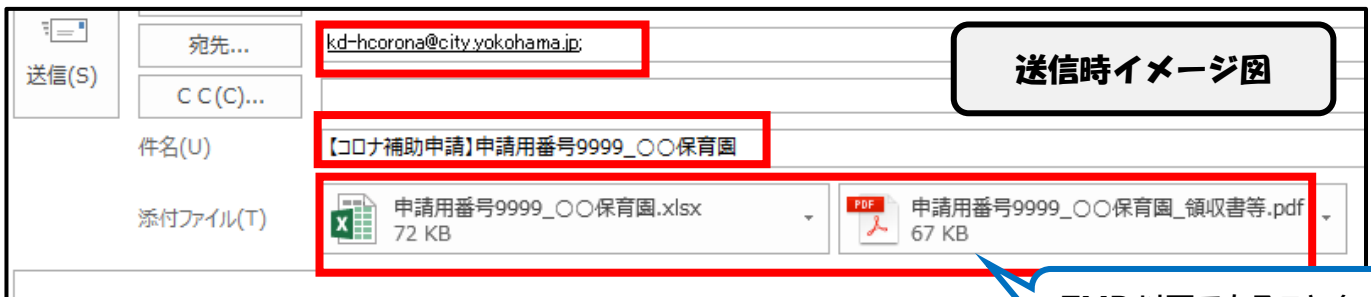 宛先...
kd-hcorona@city.yokohama.jp;
送信時イメージ図
送信(S)
ＣＣ(C)...
件名(U)
【コロナ補助申請】申請用番号9999_○○保育園
添付ファイル(T)
申請用番号9999_○○保育園.xlsx
72 KB
PDF
申請用番号9999_○○保育園_領収書等.pdf
67 KB